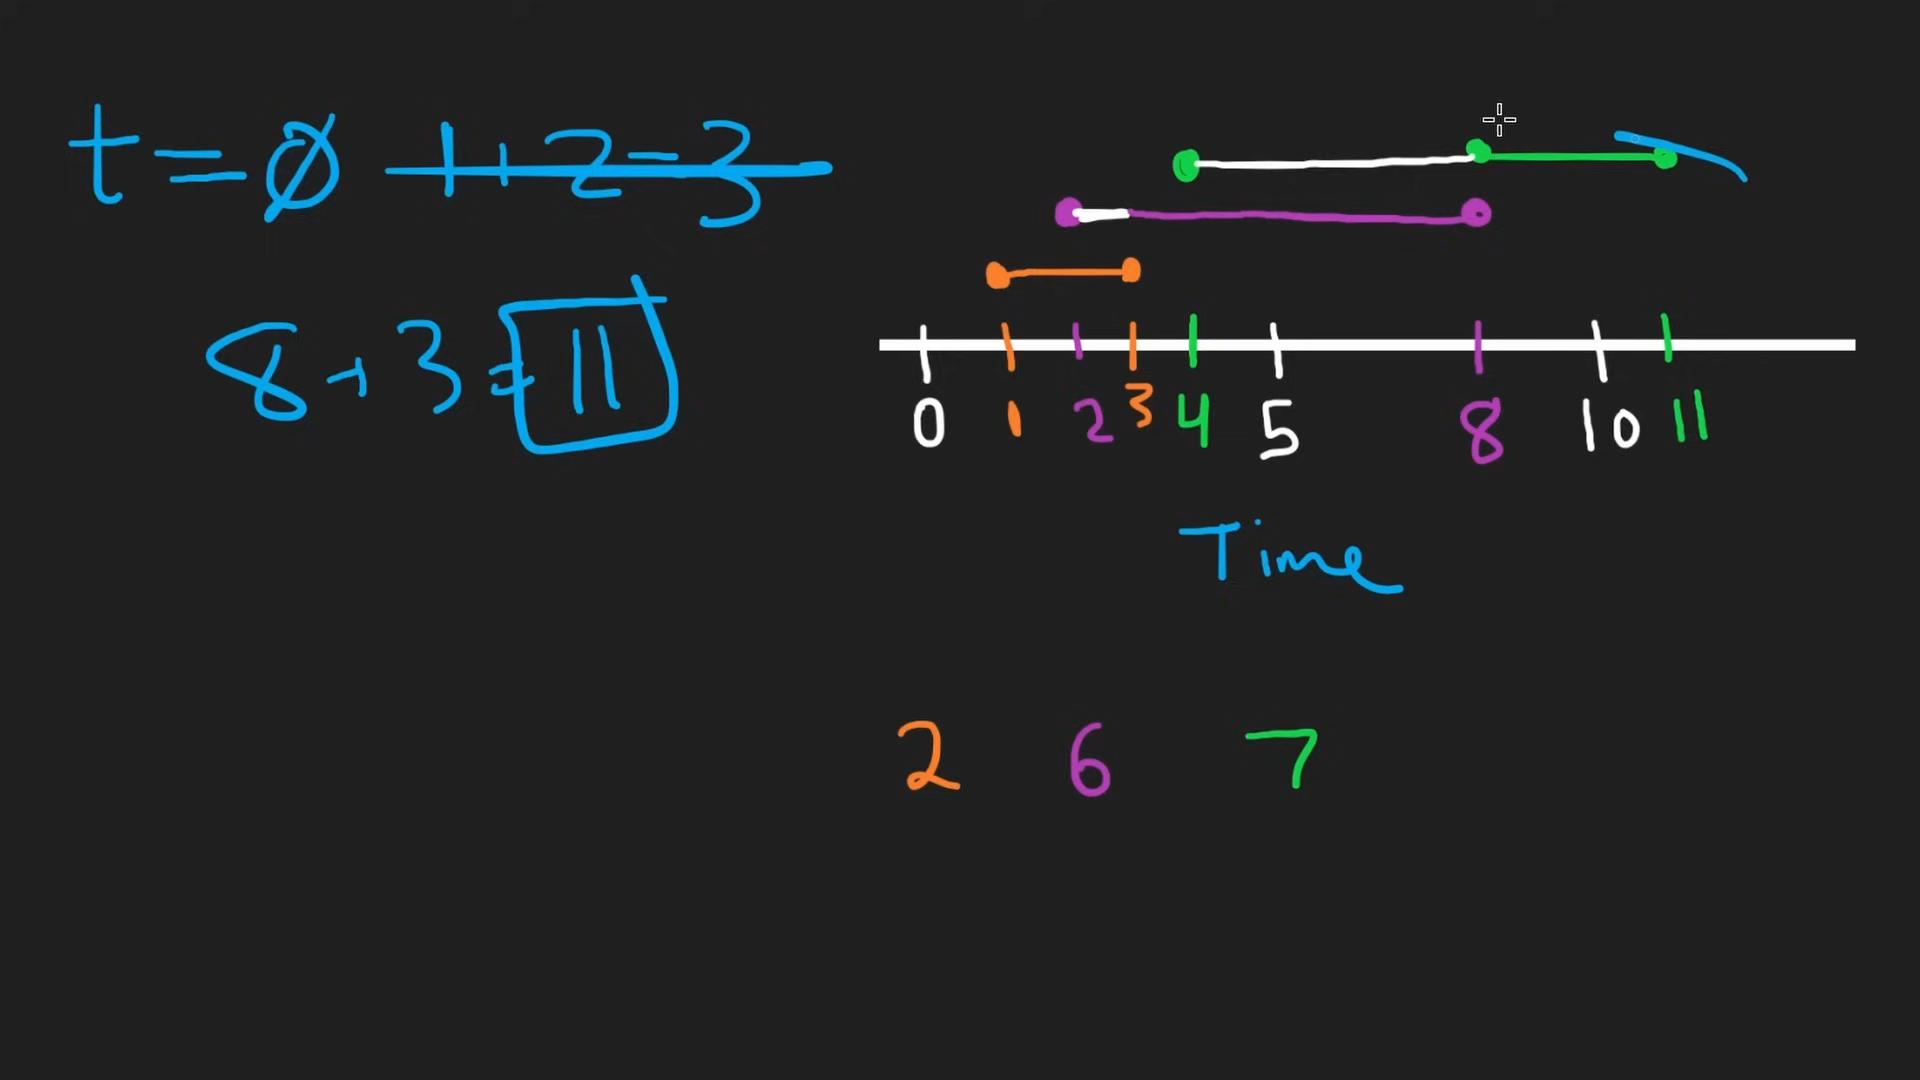 t = 0 1 + 2 = 3
8 + 3 = 11
0 1 2 3 4 5 8 10 11
Time
2 6 7